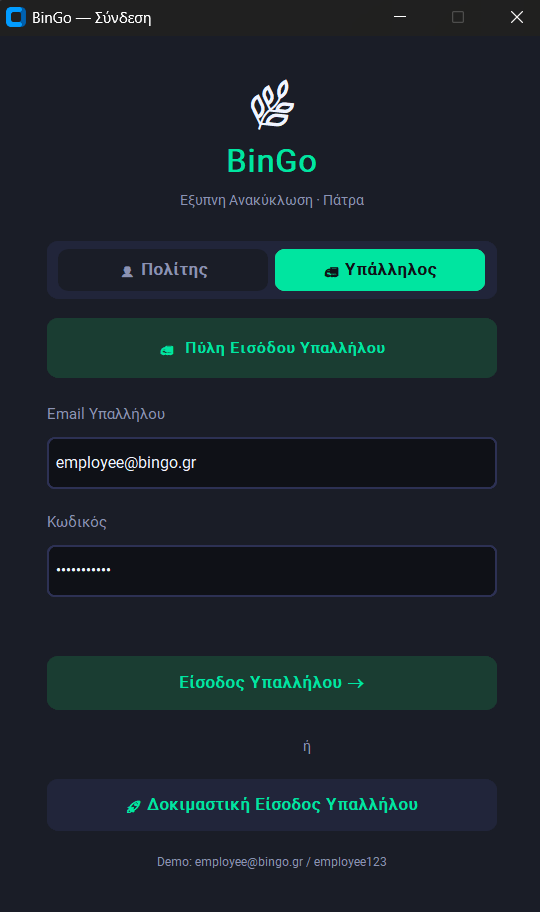 BinGo — Σύνδεση
BinGo
Εξυπνη Ανακύκλωση · Πάτρα
Πολίτης
Υπάλληλος
Πύλη Εισόδου Υπαλλήλου
Email Υπαλλήλου
employee@bingo.gr
Κωδικός
•••••••••••
Είσοδος Υπαλλήλου →
ή
Δοκιμαστική Είσοδος Υπαλλήλου
Demo: employee@bingo.gr / employee123